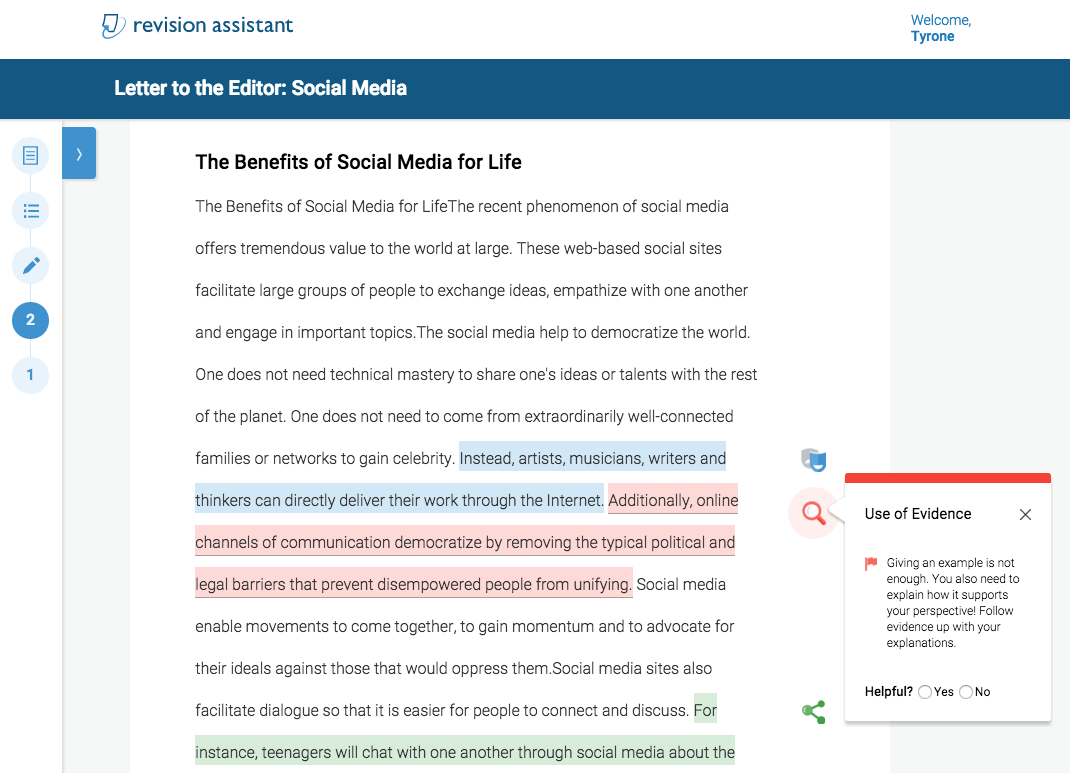 revision assistant
Welcome,
Tyrone
Letter to the Editor: Social Media
2
1
The Benefits of Social Media for Life
The Benefits of Social Media for LifeThe recent phenomenon of social media
offers tremendous value to the world at large. These web-based social sites
facilitate large groups of people to exchange ideas, empathize with one another
and engage in important topics.The social media help to democratize the world.
One does not need technical mastery to share one's ideas or talents with the rest
of the planet. One does not need to come from extraordinarily well-connected
families or networks to gain celebrity. Instead, artists, musicians, writers and
thinkers can directly deliver their work through the Internet. Additionally, online
channels of communication democratize by removing the typical political and
legal barriers that prevent disempowered people from unifying. Social media
enable movements to come together, to gain momentum and to advocate for
their ideals against those that would oppress them.Social media sites also
facilitate dialogue so that it is easier for people to connect and discuss. For
instance, teenagers will chat with one another through social media about the
Use of Evidence
Giving an example is not
enough. You also need to
explain how it supports
your perspective! Follow
evidence up with your
explanations.
Helpful? Yes No